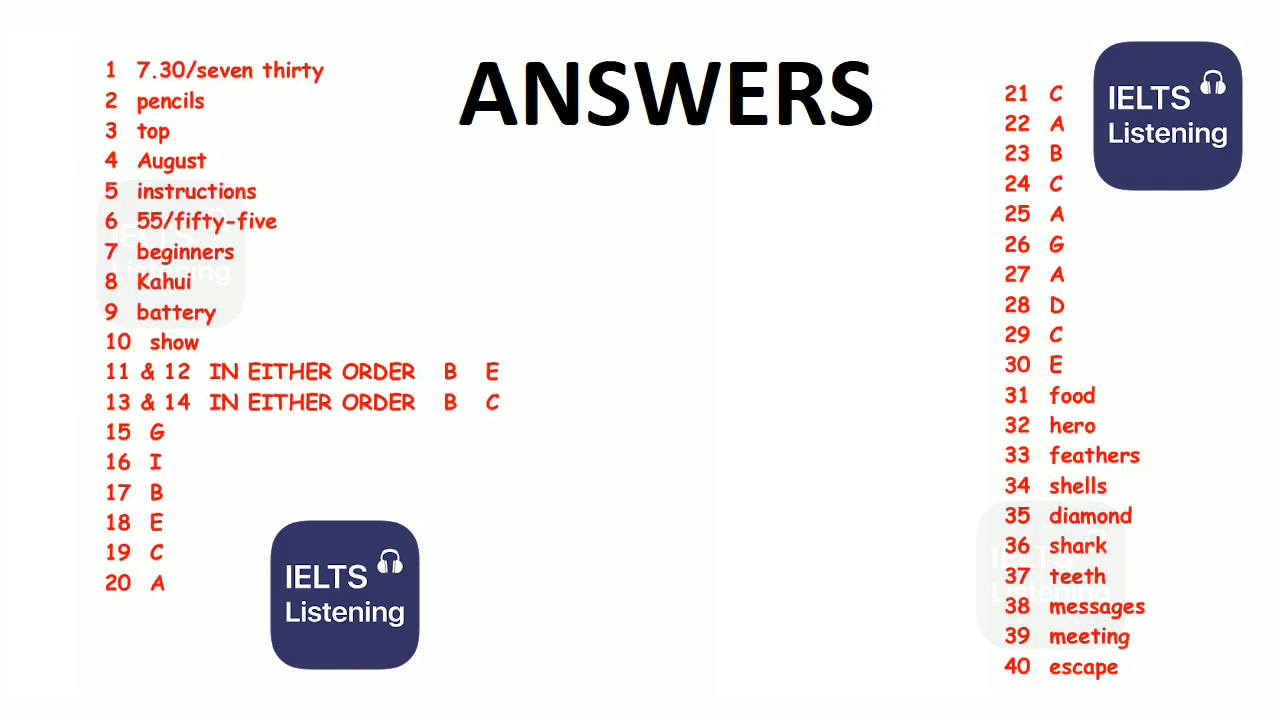 ANSWERS
1 7.30/seven thirty
2 pencils
3 top
4 August
5 instructions
6 55/fifty-five
7 beginners
8 Kahui
9 battery
10 show
11 & 12 IN EITHER ORDER B E
13 & 14 IN EITHER ORDER B C
15 G
16 I
17 B
18 E
19 C
20 A
IELTS
Listening
21 C
22 A
23 B
24 C
25 A
26 G
27 A
28 D
29 C
30 E
31 food
32 hero
33 feathers
34 shells
35 diamond
36 shark
37 teeth
38 messages
39 meeting
40 escape
IELTS
Listening
IELTS
Listening
IELTS
Listening